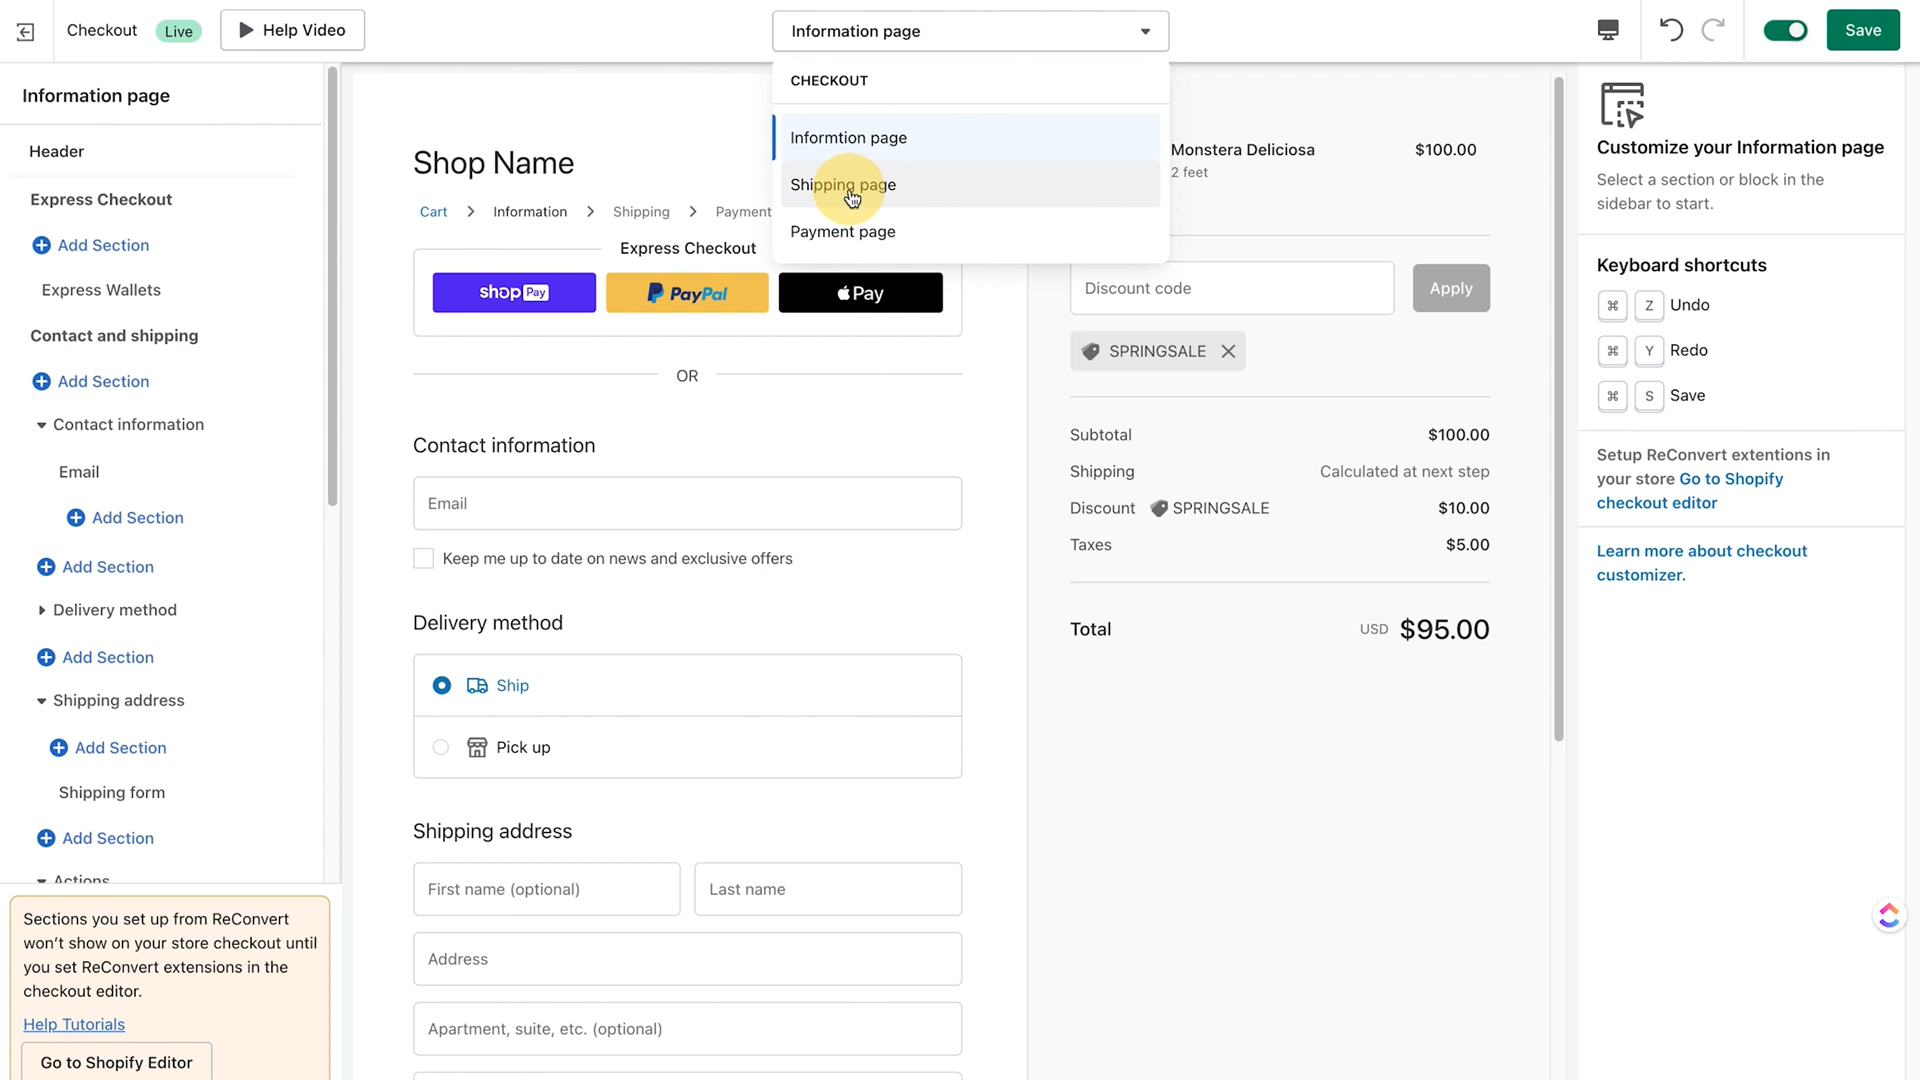 Checkout
Live
Help Video
Information page
Save
Information page
Header
Express Checkout
Add Section
Express Wallets
Contact and shipping
Add Section
Contact information
Email
Add Section
Add Section
Delivery method
Add Section
Shipping address
Add Section
Shipping form
Add Section
Actions
Sections you set up from ReConvert
won't show on your store checkout until
you set ReConvert extensions in the
checkout editor.
Help Tutorials
Go to Shopify Editor
CHECKOUT
Informtion page
Shipping page
Payment page
Shop Name
Cart > Information > Shipping > Payment
Express Checkout
shop Pay
PayPal
Pay
OR
Contact information
Email
Keep me up to date on news and exclusive offers
Delivery method
Ship
Pick up
Shipping address
First name (optional)
Last name
Address
Apartment, suite, etc. (optional)
Monstera Deliciosa
$100.00
2 feet
Discount code
Apply
SPRINGSALE
Subtotal
$100.00
Shipping
Calculated at next step
Discount
SPRINGSALE
$10.00
Taxes
$5.00
Total
USD $95.00
Customize your Information page
Select a section or block in the
sidebar to start.
Keyboard shortcuts
⌘ Z Undo
⌘ Y Redo
⌘ S Save
Setup ReConvert extentions in
your store Go to Shopify
checkout editor
Learn more about checkout
customizer.